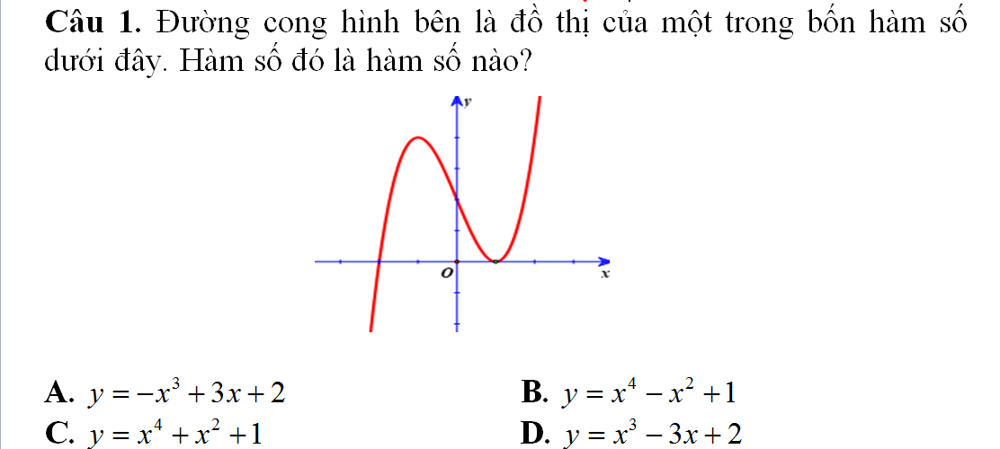 Câu 1. Đường cong hình bên là đồ thị của một trong bốn hàm số
dưới đây. Hàm số đó là hàm số nào?
y
O
x
A. y = −x³ + 3x + 2 B. y = x⁴ − x² + 1
C. y = x⁴ + x² + 1 D. y = x³ − 3x + 2